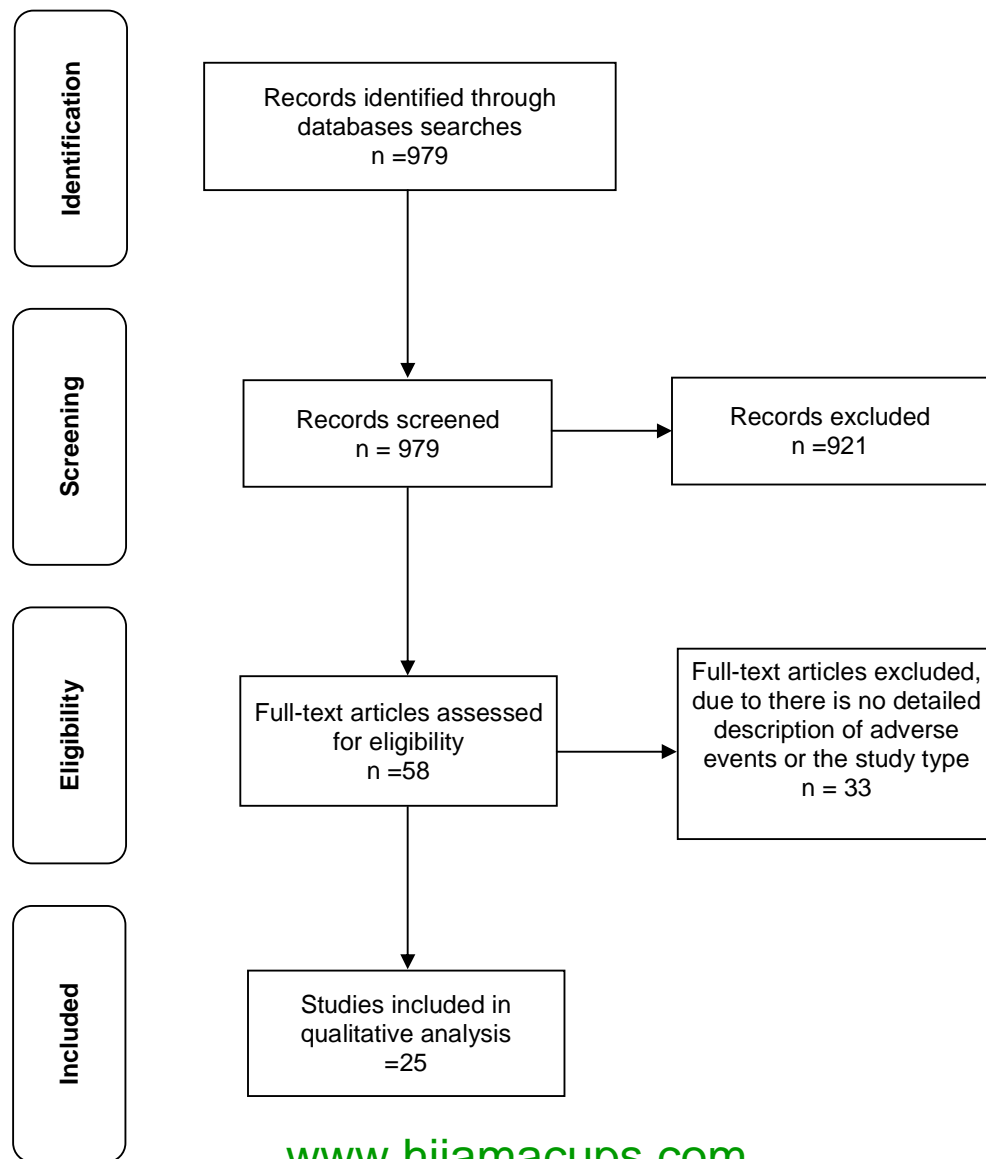 Identification
Records identified through
databases searches
n =979
Screening
Records screened
n = 979
Records excluded
n =921
Eligibility
Full-text articles assessed
for eligibility
n =58
Full-text articles excluded,
due to there is no detailed
description of adverse
events or the study type
n = 33
Included
Studies included in
qualitative analysis
=25
www.hijamacups.com